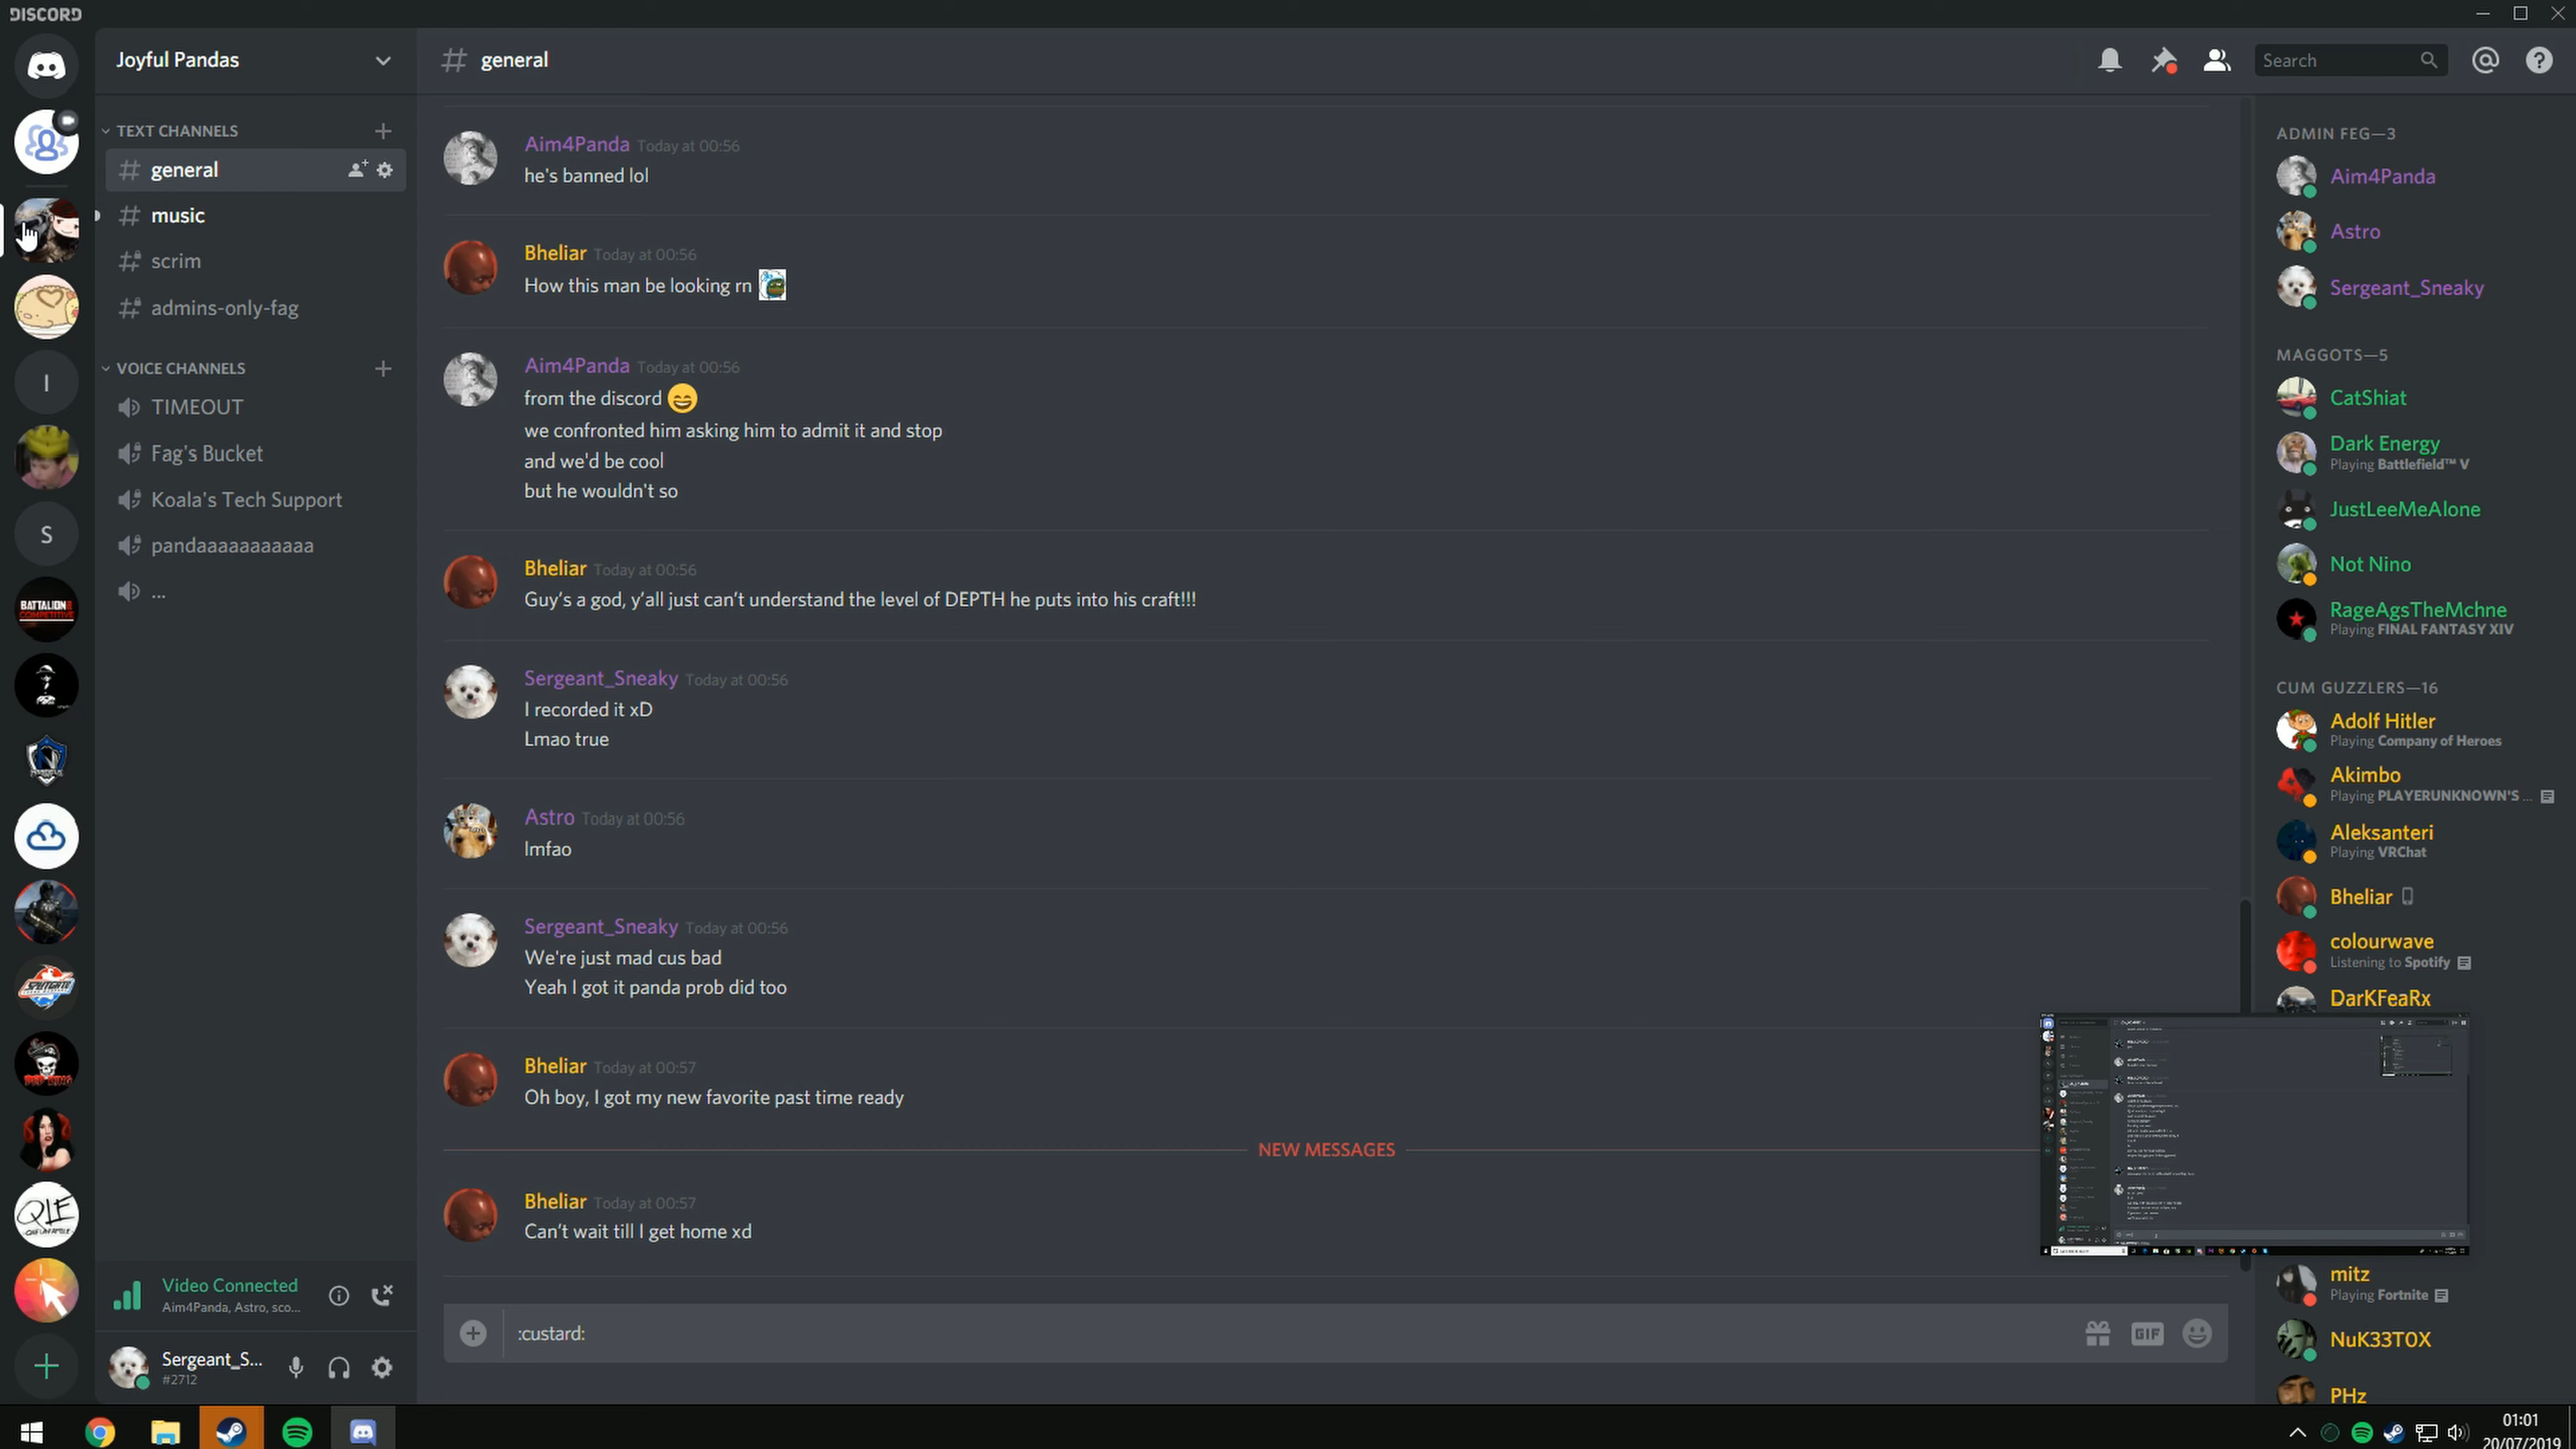 DISCORD
Joyful Pandas
# general
Search
TEXT CHANNELS
general
music
scrim
admins-only-fag
VOICE CHANNELS
TIMEOUT
Fag's Bucket
Koala's Tech Support
pandaaaaaaaaaaa
...
I
S
BATTALION
COMPETITIVE
SPLITGATE
RED KING
QLF
Video Connected
Aim4Panda, Astro, sco...
Sergeant_S...
#2712
Aim4Panda Today at 00:56
he's banned lol
Bheliar Today at 00:56
How this man be looking rn
Aim4Panda Today at 00:56
from the discord
we confronted him asking him to admit it and stop
and we'd be cool
but he wouldn't so
Bheliar Today at 00:56
Guy's a god, y'all just can't understand the level of DEPTH he puts into his craft!!!
Sergeant_Sneaky Today at 00:56
I recorded it xD
Lmao true
Astro Today at 00:56
lmfao
Sergeant_Sneaky Today at 00:56
We're just mad cus bad
Yeah I got it panda prob did too
Bheliar Today at 00:57
Oh boy, I got my new favorite past time ready
NEW MESSAGES
Bheliar Today at 00:57
Can't wait till I get home xd
:custard:
GIF
ADMIN FEG—3
Aim4Panda
Astro
Sergeant_Sneaky
MAGGOTS—5
CatShiat
Dark Energy
Playing Battlefield™ V
JustLeeMeAlone
Not Nino
RageAgsTheMchne
Playing FINAL FANTASY XIV
CUM GUZZLERS—16
Adolf Hitler
Playing Company of Heroes
Akimbo
Playing PLAYERUNKNOWN'S ...
Aleksanteri
Playing VRChat
Bheliar
colourwave
Listening to Spotify
DarKFeaRx
mitz
Playing Fortnite
NuK33T0X
PHz
01:01
20/07/2019